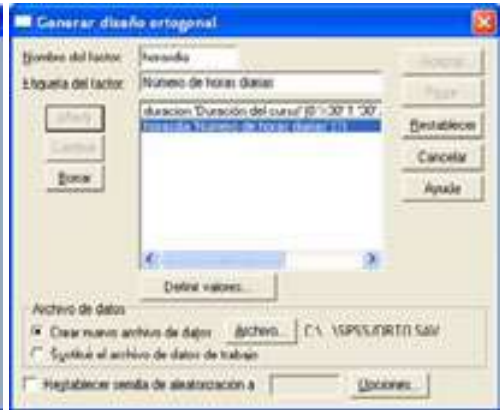 Generar diseño ortogonal
Nombre del factor: horasdia
Etiqueta del factor: Número de horas diarias
Añadir
Cambiar
Borrar
duracion 'Duración del curso' (0 '<30' 1 '30'
horasdia 'Número de horas diarias' (?)
Aceptar
Pegar
Restablecer
Cancelar
Ayuda
Definir valores...
Archivo de datos
Crear nuevo archivo de datos
Archivo...
C:\...\SPSS\ORTO.SAV
Sustituir el archivo de datos de trabajo
Restablecer semilla de aleatorización a
Opciones...